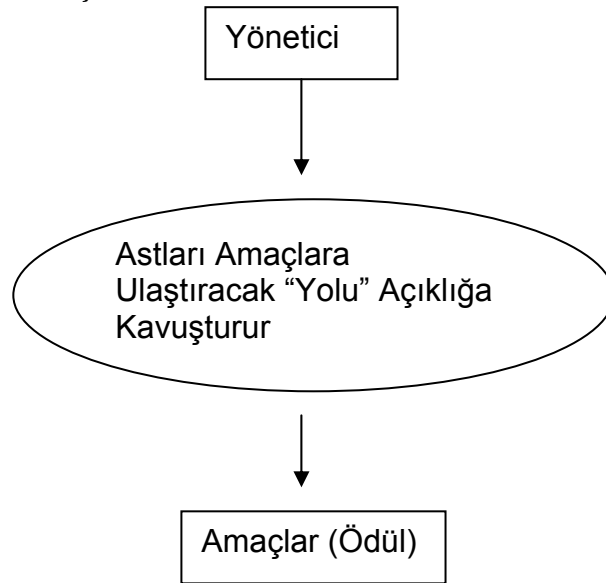 Yönetici
Astları Amaçlara
Ulaştıracak “Yolu” Açıklığa
Kavuşturur
Amaçlar (Ödül)